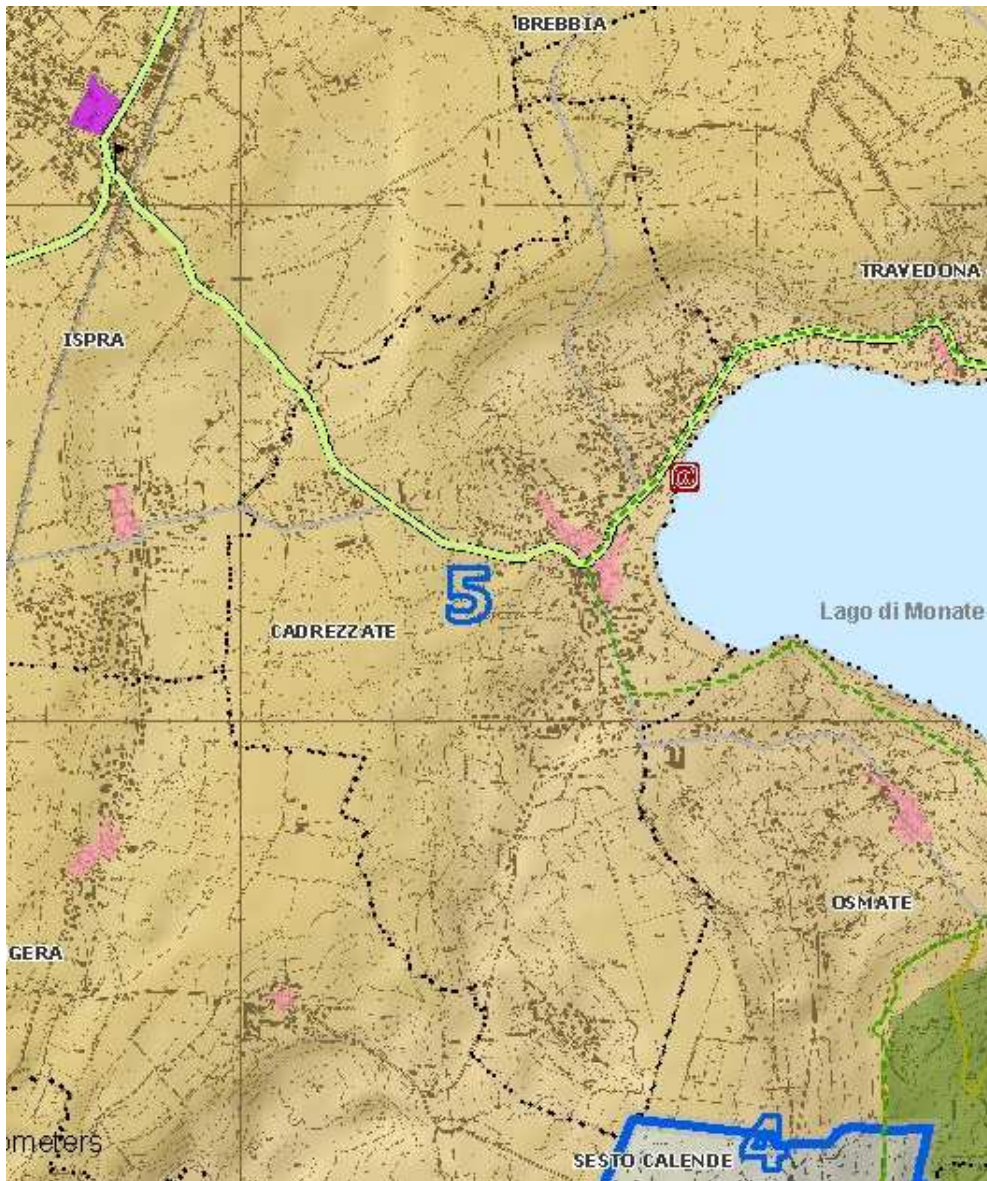 BREBBIA
TRAVEDONA
ISPRA
5
Lago di Monate
CADREZZATE
OSMATE
GERA
ometers
4
SESTO CALENDE